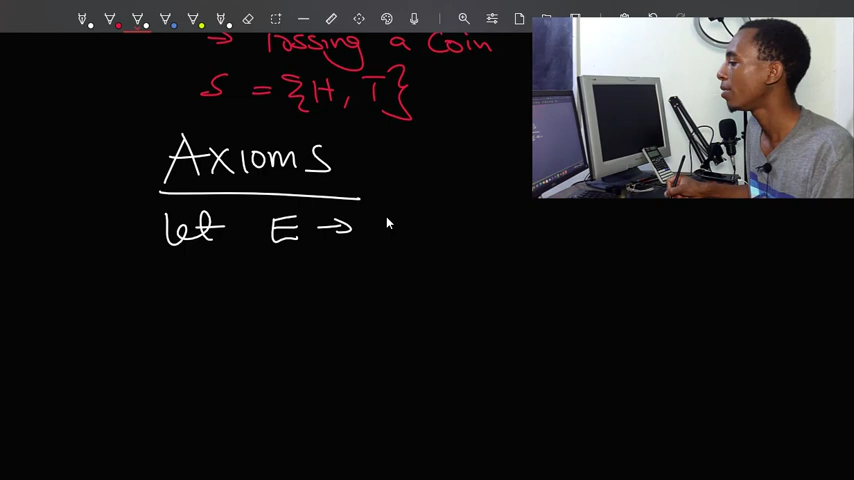 → Tossing a Coin
S = {H, T}
Axioms
let E →